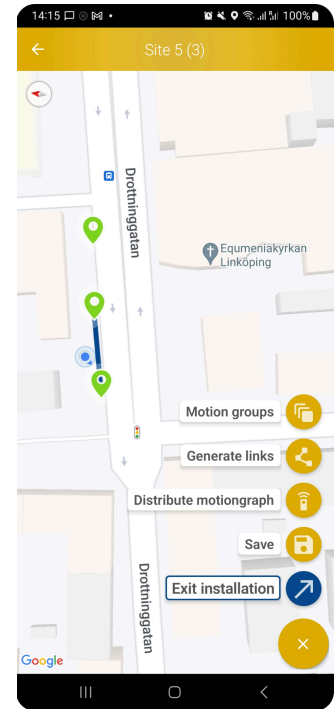 14:15
100%
Site 5 (3)
Drottninggatan
Equmeniakyrkan
Linköping
Motion groups
Generate links
Distribute motiongraph
Save
Drottninggatan
Exit installation
Google